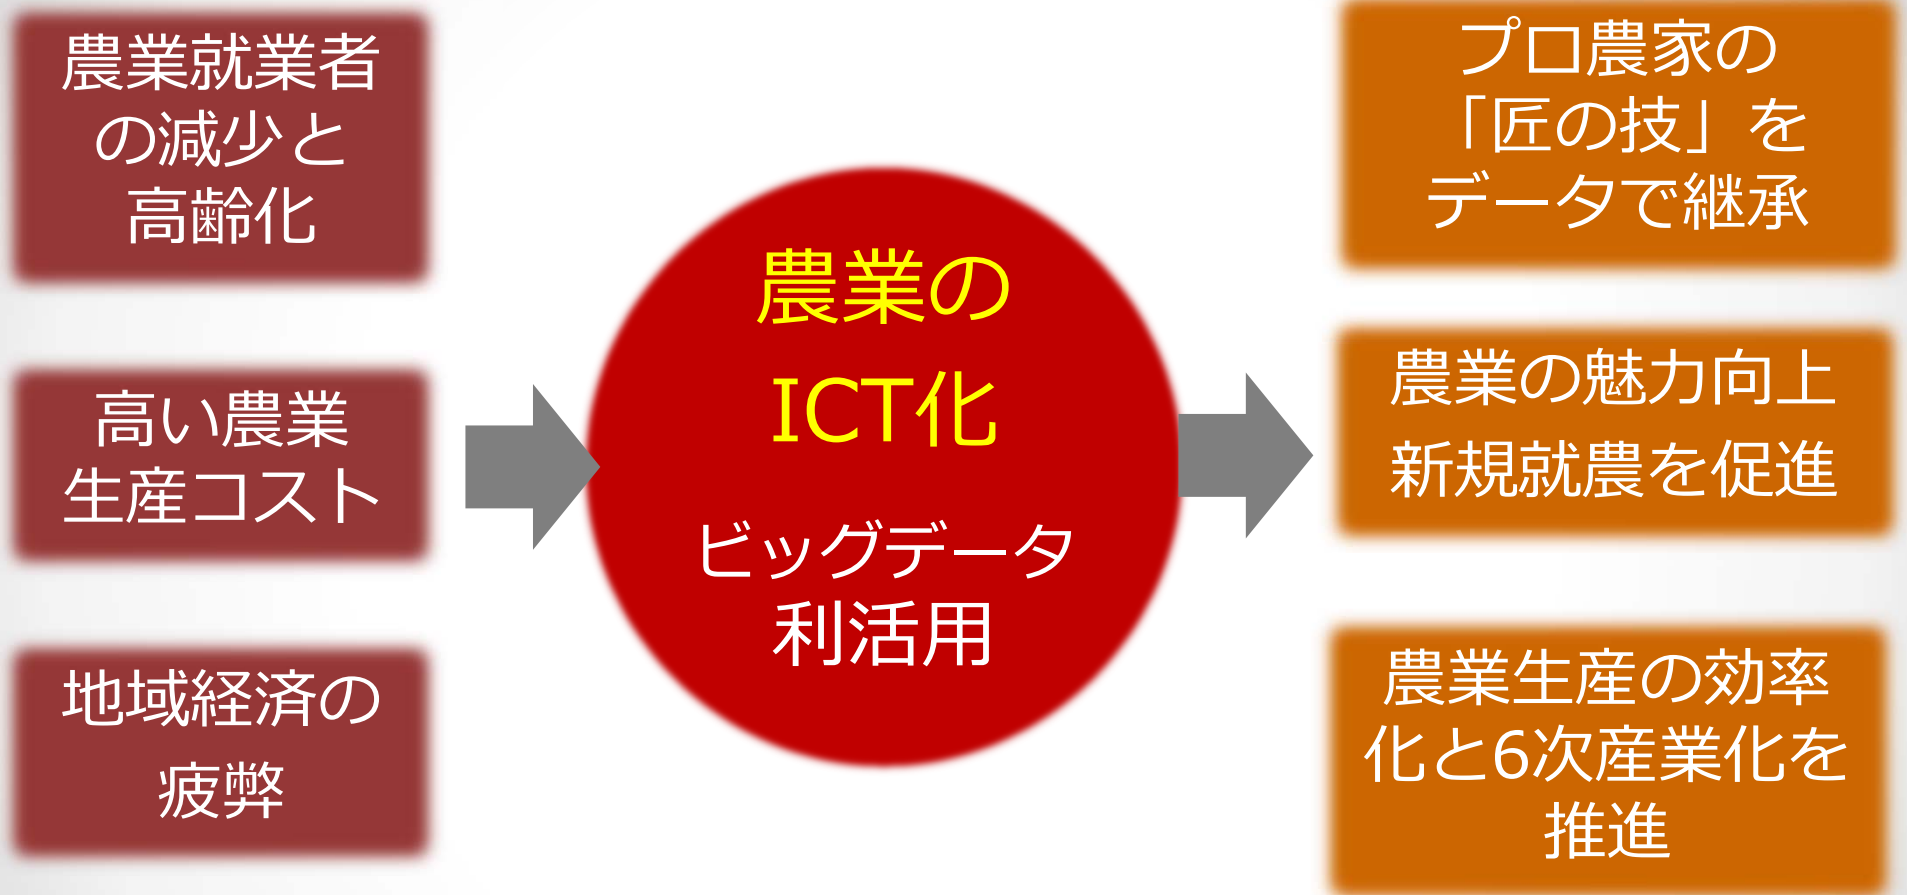 農業就業者
の減少と
高齢化
高い農業
生産コスト
地域経済の
疲弊
農業の
ICT化
ビッグデータ
利活用
プロ農家の
「匠の技」を
データで継承
農業の魅力向上
新規就農を促進
農業生産の効率
化と6次産業化を
推進